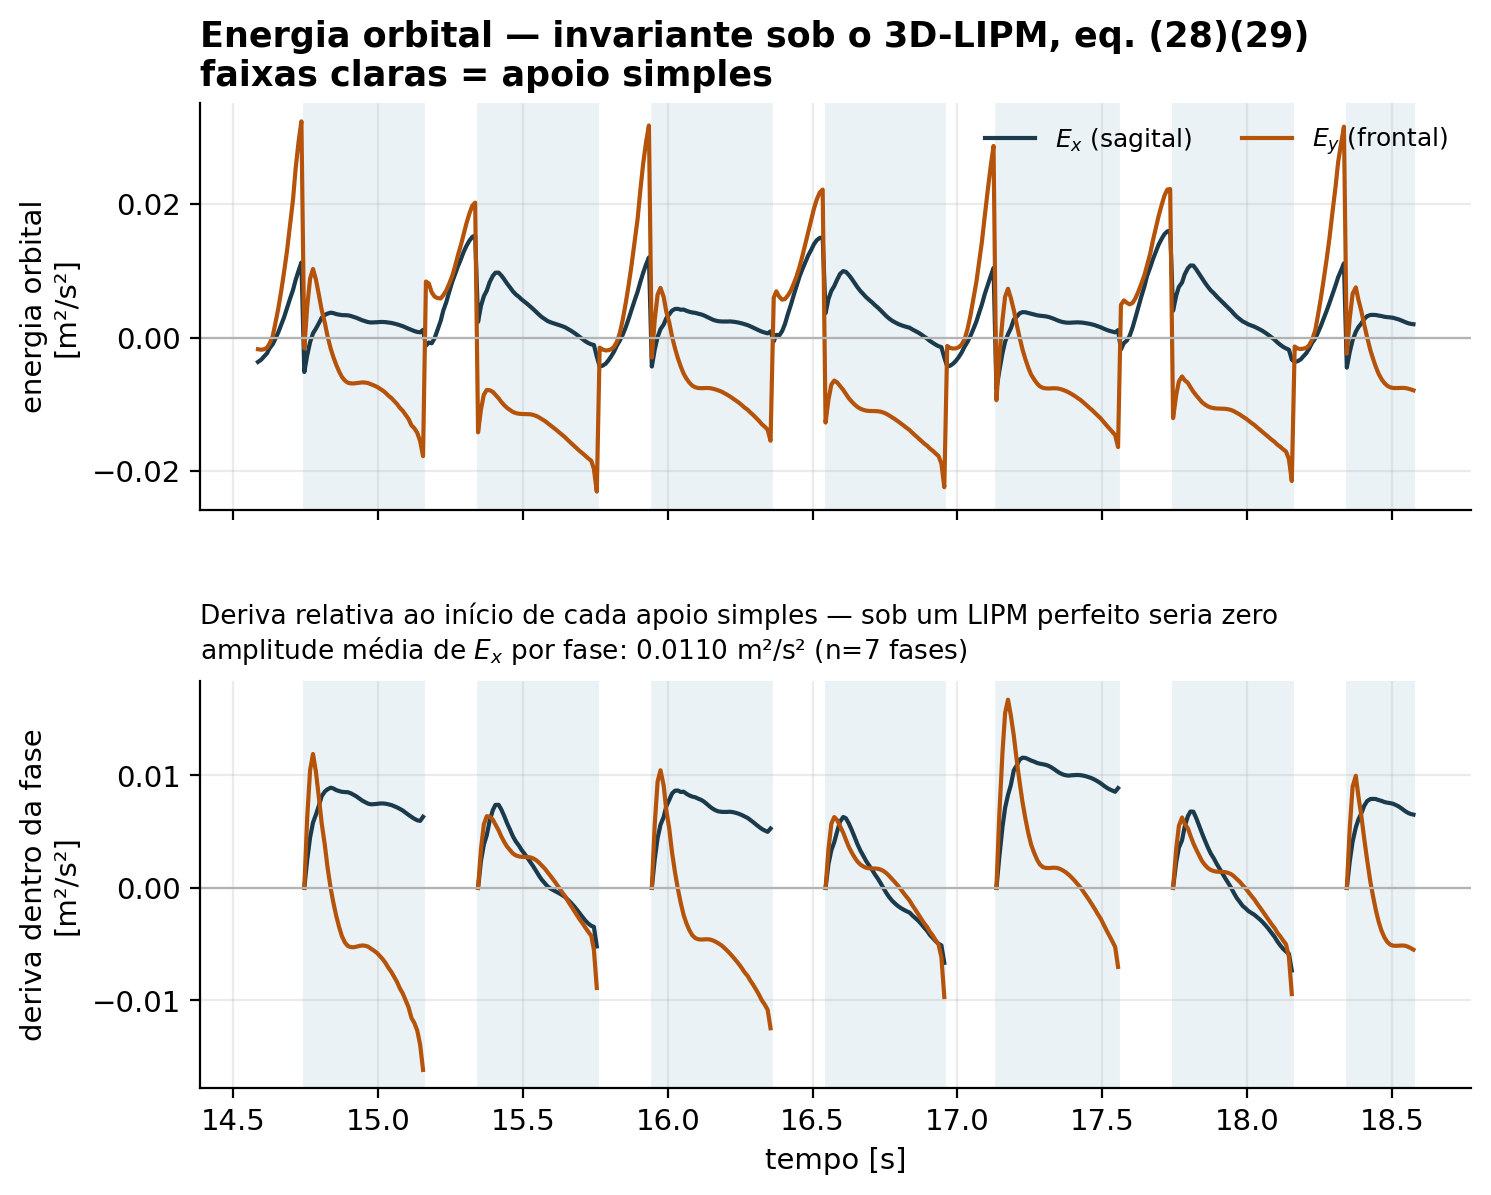 Energia orbital — invariante sob o 3D-LIPM, eq. (28)(29)
faixas claras = apoio simples
energia orbital
[m²/s²]
0.02
0.00
−0.02
Eₓ (sagital)
E_y (frontal)
Deriva relativa ao início de cada apoio simples — sob um LIPM perfeito seria zero
amplitude média de Eₓ por fase: 0.0110 m²/s² (n=7 fases)
deriva dentro da fase
[m²/s²]
0.01
0.00
−0.01
14.5 15.0 15.5 16.0 16.5 17.0 17.5 18.0 18.5
tempo [s]